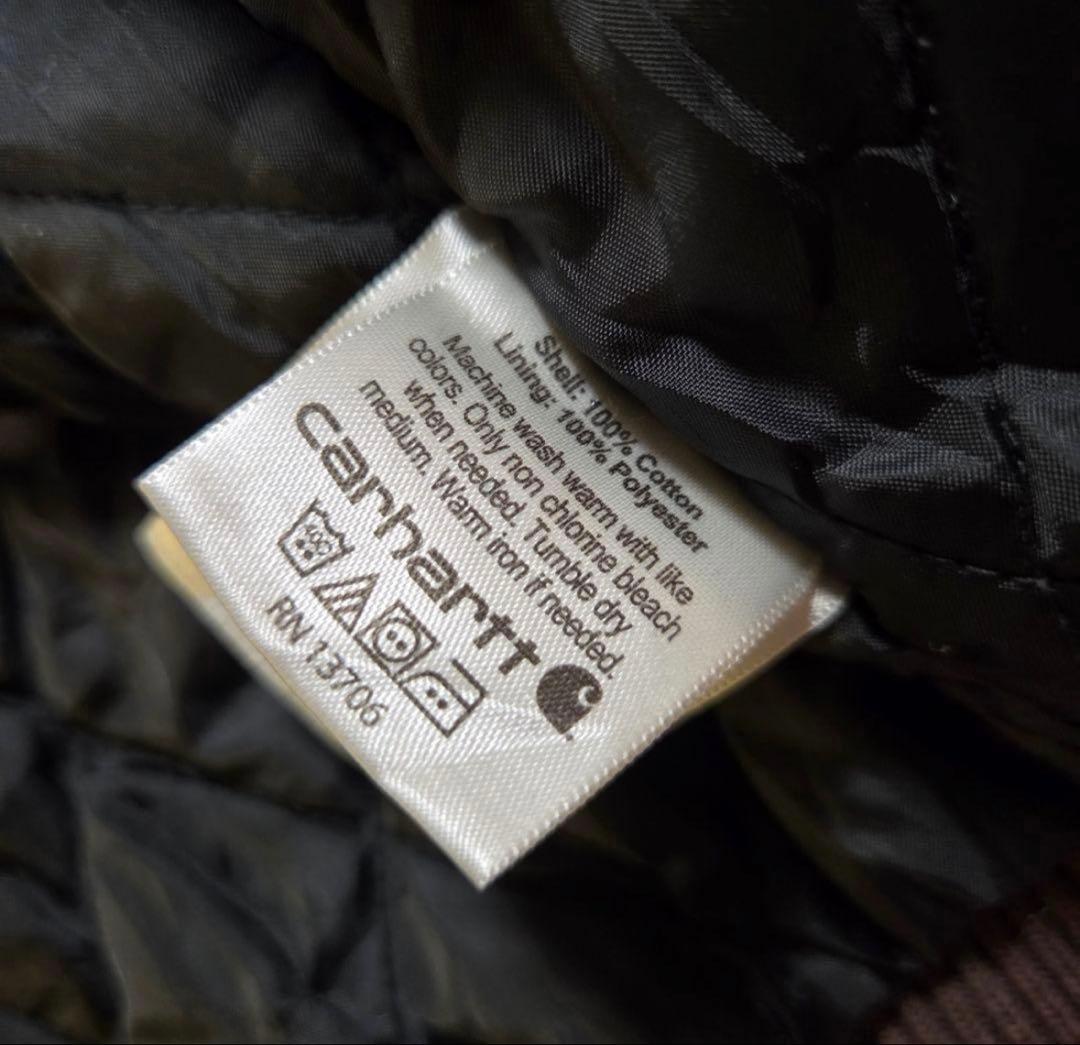 Shell: 100% Cotton
Lining: 100% Polyester
Machine wash warm with like
colors. Only non chlorine bleach
when needed. Tumble dry
medium. Warm iron if needed.
carhartt
RN 13706